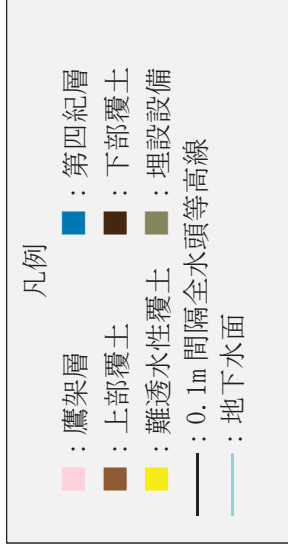 凡例
：鷹架層 ：第四紀層
：上部覆土 ：下部覆土
：難透水性覆土 ：埋設設備
：0.1m 間隔全水頭等高線
：地下水面